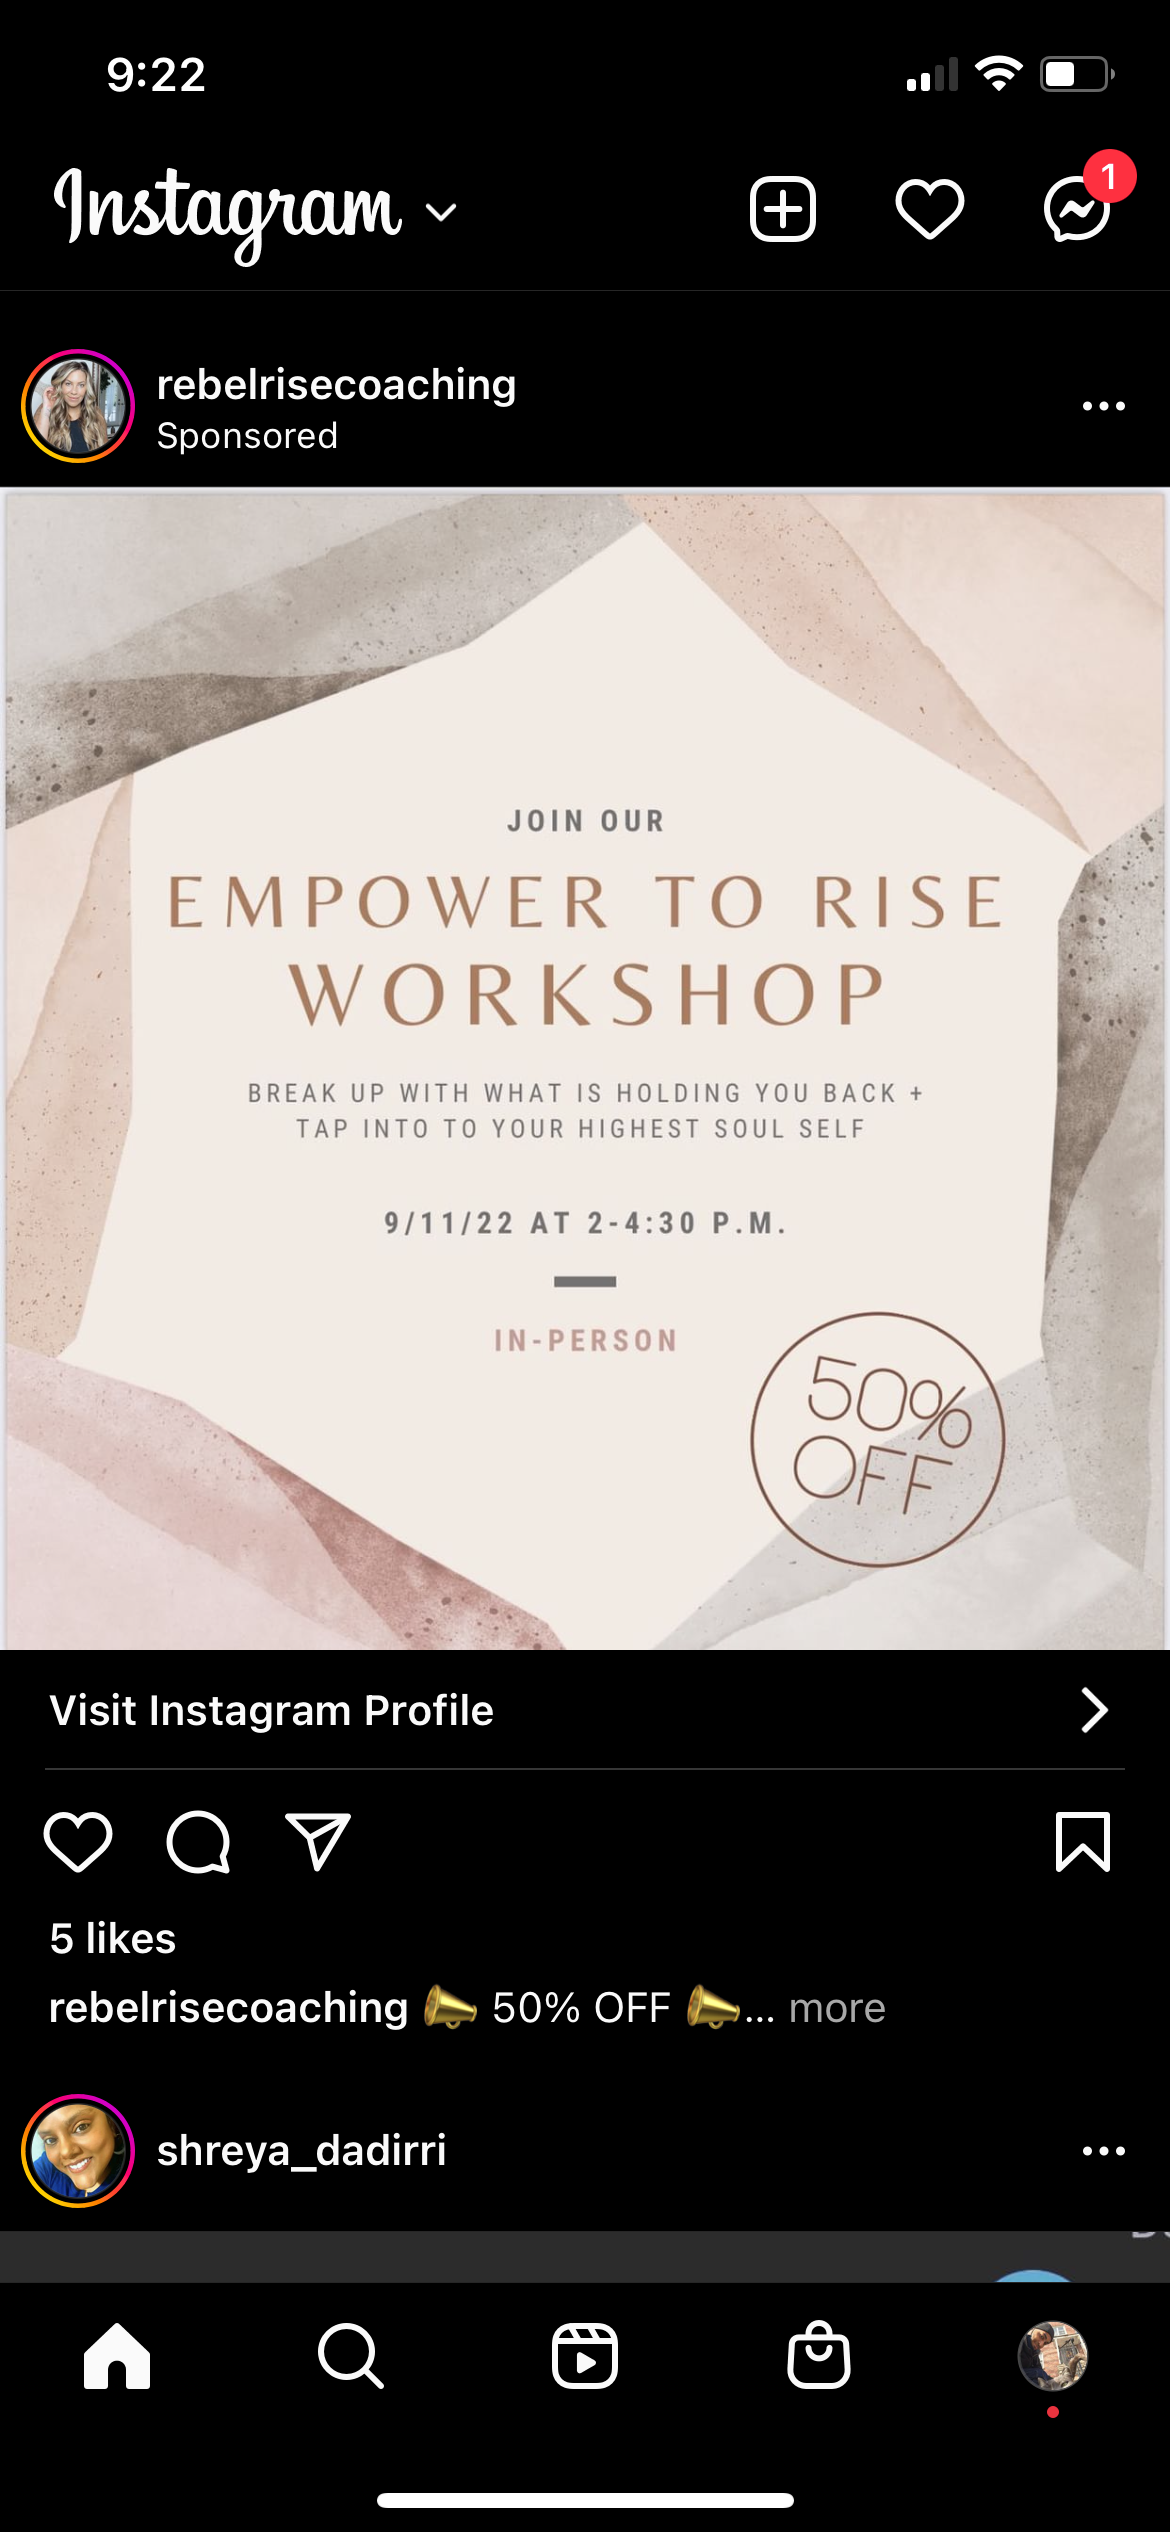 9:22
Instagram
1
rebelrisecoaching
Sponsored
JOIN OUR
EMPOWER TO RISE
WORKSHOP
BREAK UP WITH WHAT IS HOLDING YOU BACK +
TAP INTO TO YOUR HIGHEST SOUL SELF
9/11/22 AT 2-4:30 P.M.
IN-PERSON
50%
OFF
Visit Instagram Profile
5 likes
rebelrisecoaching 📣 50% OFF 📣... more
shreya_dadirri